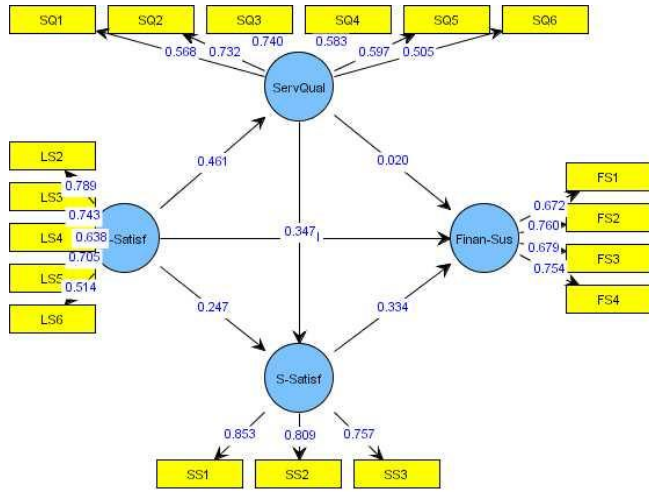 SQ1 SQ2 SQ3 SQ4 SQ5 SQ6
0.568 0.732 0.740 0.583 0.597 0.505
ServQual
LS2
0.789
0.461
0.020
LS3
0.743
FS1
0.672
LS4
0.638
-Satisf
0.347
Finan-Sus
0.760
FS2
0.705
LS5
0.679
FS3
0.514
0.754
FS4
LS6
0.247
0.334
S-Satisf
0.853 0.809 0.757
SS1 SS2 SS3